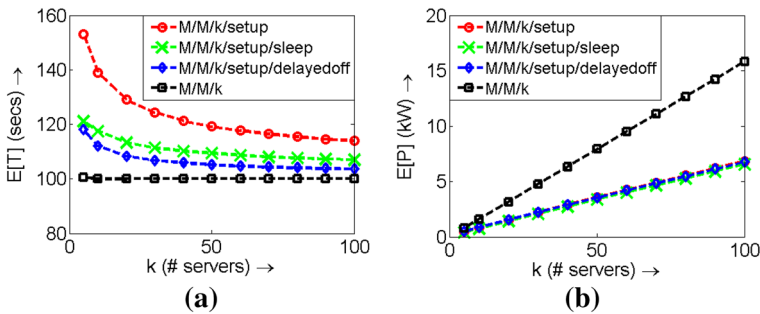 160
140
120
100
80
E[T] (secs) →
M/M/k/setup
M/M/k/setup/sleep
M/M/k/setup/delayedoff
M/M/k
0
50
100
k (# servers) →
(a)
20
15
10
5
0
E[P] (kW) →
M/M/k/setup
M/M/k/setup/sleep
M/M/k/setup/delayedoff
M/M/k
0
50
100
k (# servers) →
(b)